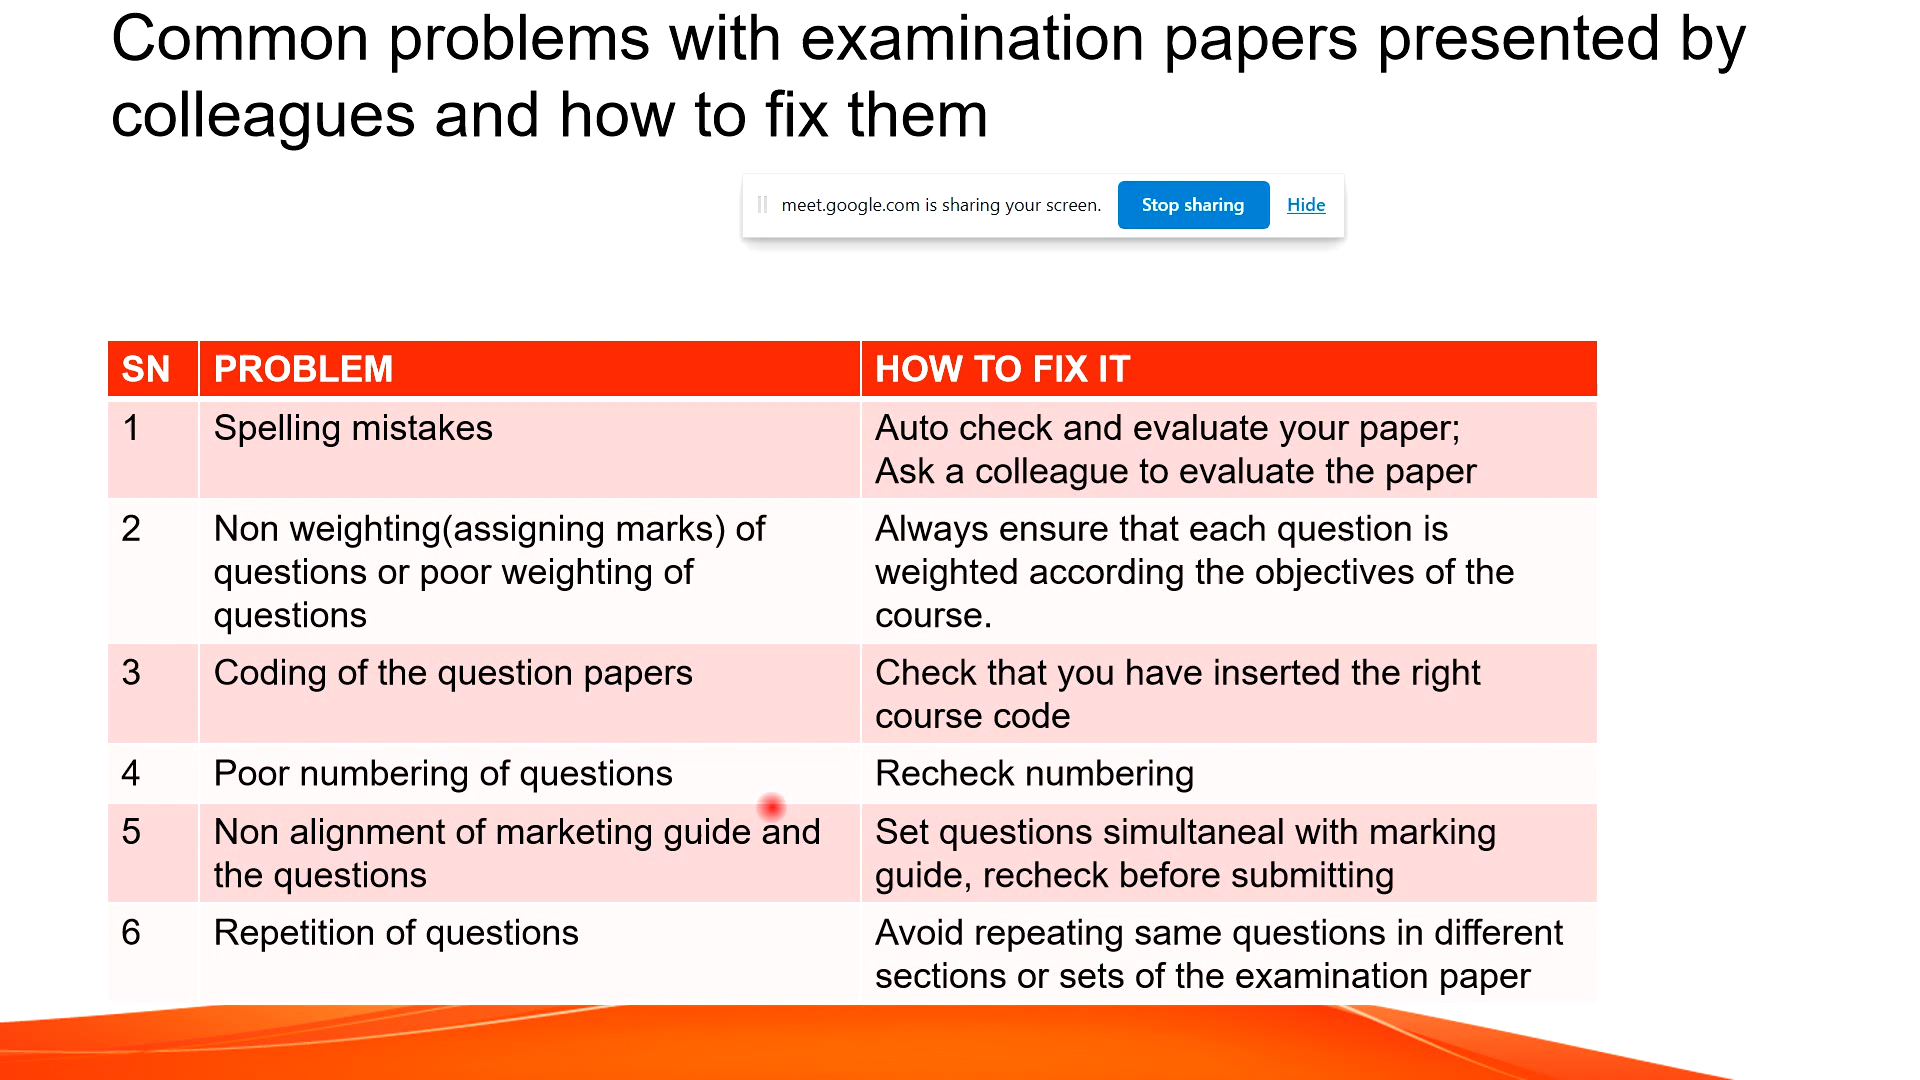 Common problems with examination papers presented by
colleagues and how to fix them
meet.google.com is sharing your screen. Stop sharing Hide
SN PROBLEM HOW TO FIX IT
1 Spelling mistakes Auto check and evaluate your paper;
Ask a colleague to evaluate the paper
2 Non weighting(assigning marks) of Always ensure that each question is
questions or poor weighting of weighted according the objectives of the
questions course.
3 Coding of the question papers Check that you have inserted the right
course code
4 Poor numbering of questions Recheck numbering
5 Non alignment of marketing guide and Set questions simultaneal with marking
the questions guide, recheck before submitting
6 Repetition of questions Avoid repeating same questions in different
sections or sets of the examination paper